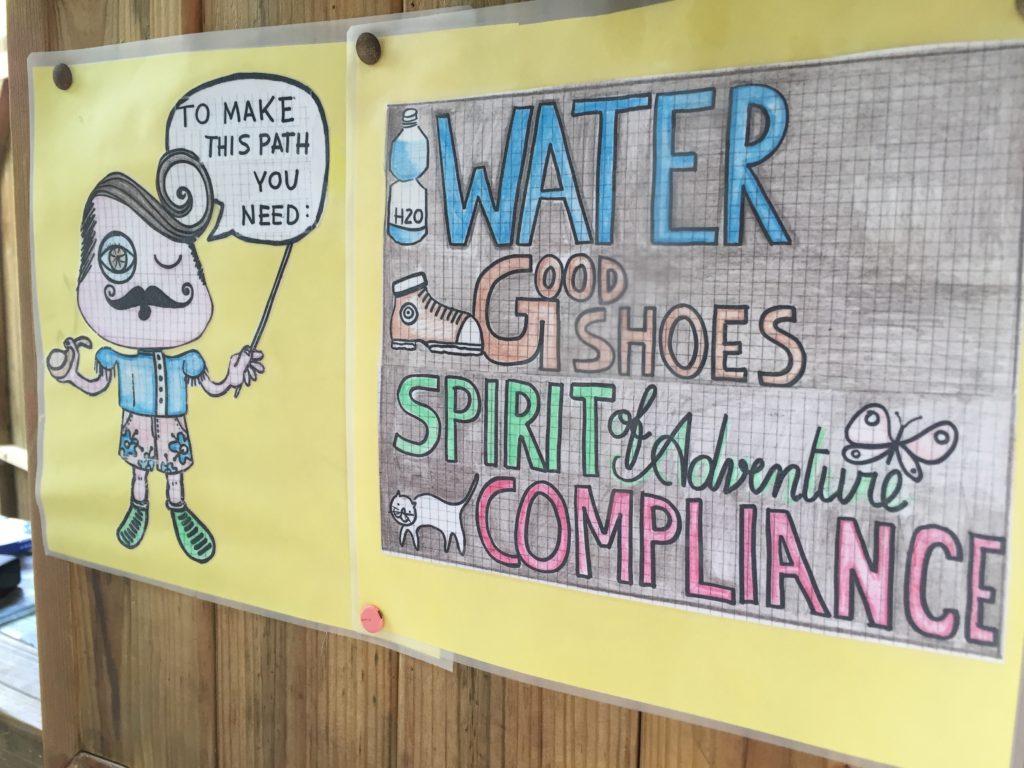 TO MAKE
THIS PATH
YOU
NEED:
H2O
WATER
GOOD
SHOES
SPIRIT of Adventure
COMPLIANCE